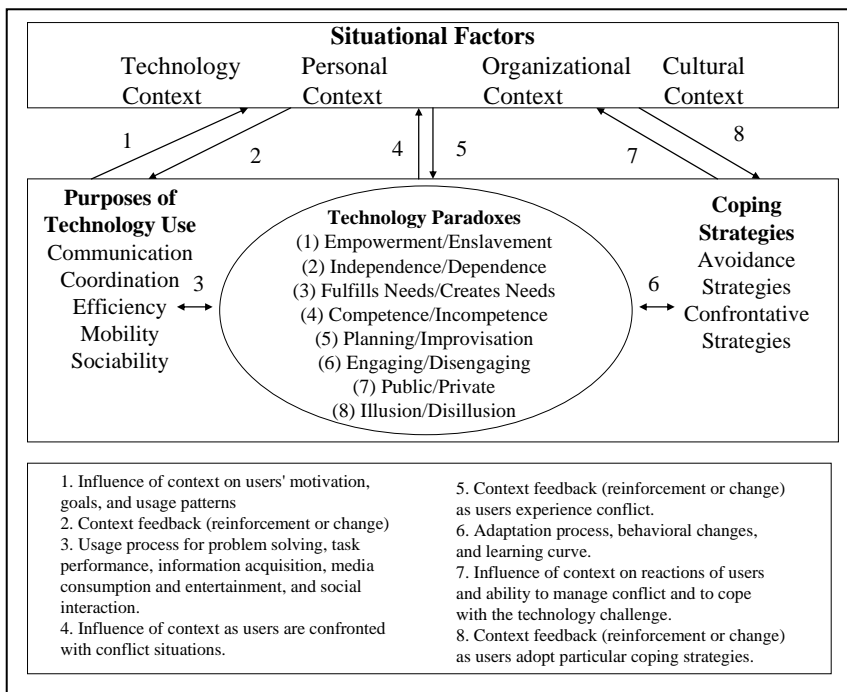 Situational Factors
Technology Context
Personal Context
Organizational Context
Cultural Context
1
2
4
5
7
8
Purposes of
Technology Use
Communication
Coordination
Efficiency
Mobility
Sociability
3
Technology Paradoxes
(1) Empowerment/Enslavement
(2) Independence/Dependence
(3) Fulfills Needs/Creates Needs
(4) Competence/Incompetence
(5) Planning/Improvisation
(6) Engaging/Disengaging
(7) Public/Private
(8) Illusion/Disillusion
6
Coping
Strategies
Avoidance
Strategies
Confrontative
Strategies
1. Influence of context on users' motivation,
goals, and usage patterns
2. Context feedback (reinforcement or change)
3. Usage process for problem solving, task
performance, information acquisition, media
consumption and entertainment, and social
interaction.
4. Influence of context as users are confronted
with conflict situations.
5. Context feedback (reinforcement or change)
as users experience conflict.
6. Adaptation process, behavioral changes,
and learning curve.
7. Influence of context on reactions of users
and ability to manage conflict and to cope
with the technology challenge.
8. Context feedback (reinforcement or change)
as users adopt particular coping strategies.